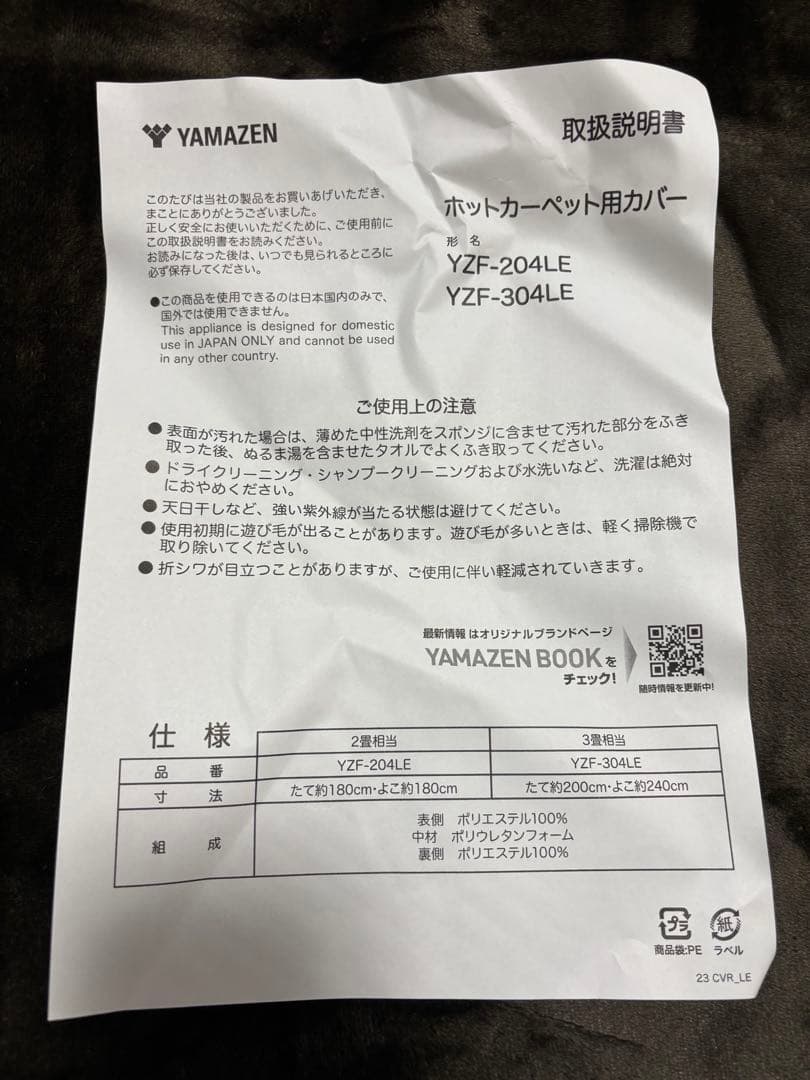 YAMAZEN
取扱説明書
このたびは当社の製品をお買いあげいただき、
まことにありがとうございました。
正しく安全にお使いいただくために、ご使用前に
この取扱説明書をお読みください。
お読みになった後は、いつでも見られるところに
必ず保存してください。
●この商品を使用できるのは日本国内のみで、
国外では使用できません。
This appliance is designed for domestic
use in JAPAN ONLY and cannot be used
in any other country.
ホットカーペット用カバー
形 名
YZF-204LE
YZF-304LE
ご使用上の注意
● 表面が汚れた場合は、薄めた中性洗剤をスポンジに含ませて汚れた部分をふき
取った後、ぬるま湯を含ませたタオルでよくふき取ってください。
● ドライクリーニング・シャンプークリーニングおよび水洗いなど、洗濯は絶対
におやめください。
● 天日干しなど、強い紫外線が当たる状態は避けてください。
● 使用初期に遊び毛が出ることがあります。遊び毛が多いときは、軽く掃除機で
取り除いてください。
● 折シワが目立つことがありますが、ご使用に伴い軽減されていきます。
最新情報はオリジナルブランドページ
YAMAZEN BOOKを
チェック!
随時情報を更新中!
仕 様
2畳相当 3畳相当
品 番 YZF-204LE YZF-304LE
寸 法 たて約180cm・よこ約180cm たて約200cm・よこ約240cm
組 成
表側 ポリエステル100%
中材 ポリウレタンフォーム
裏側 ポリエステル100%
プラ 紙
商品袋:PE ラベル
23 CVR_LE